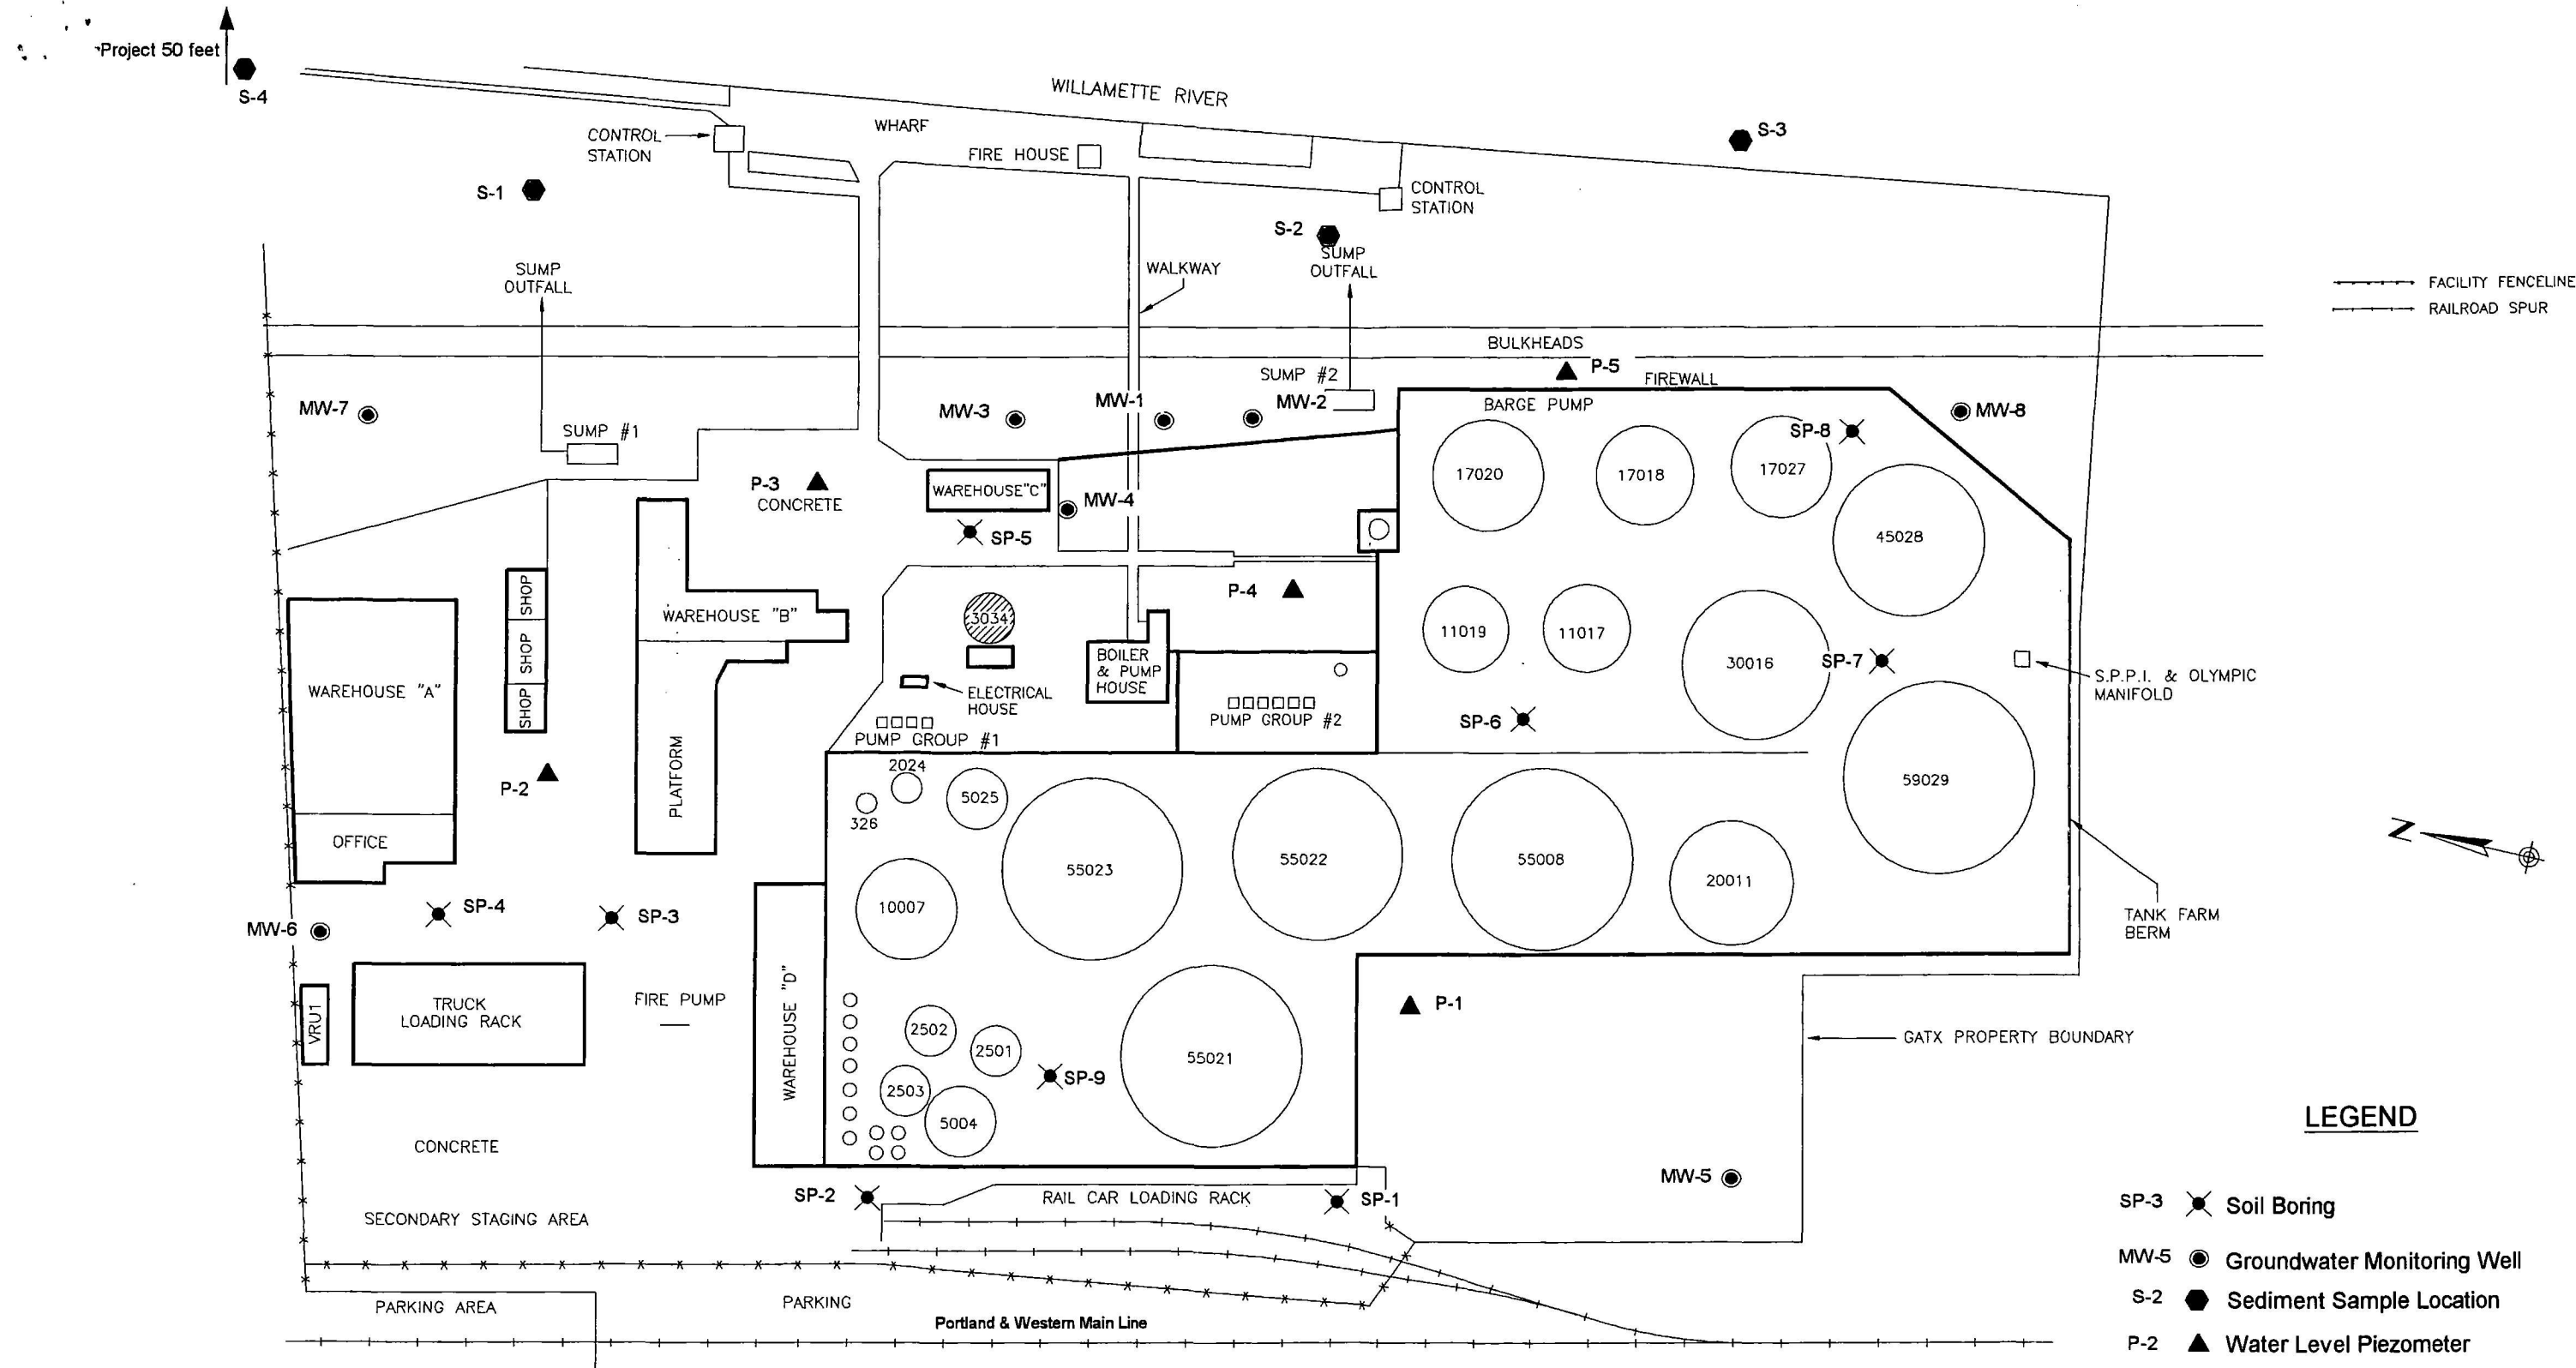 Project 50 feet
S-4
WILLAMETTE RIVER
WHARF
CONTROL
STATION
FIRE HOUSE
S-3
CONTROL
STATION
S-1
S-2
SUMP
OUTFALL
SUMP
OUTFALL
WALKWAY
FACILITY FENCELINE
RAILROAD SPUR
BULKHEADS
P-5
FIREWALL
SUMP #2
MW-7
MW-3
MW-1
MW-2
BARGE PUMP
MW-8
SUMP #1
SP-8
17020
17018
17027
P-3
CONCRETE
WAREHOUSE"C"
MW-4
SP-5
45028
SHOP
SHOP
SHOP
WAREHOUSE "B"
3034
P-4
11019
11017
30016
SP-7
WAREHOUSE "A"
BOILER
& PUMP
HOUSE
ELECTRICAL
HOUSE
S.P.P.I. & OLYMPIC
MANIFOLD
PUMP GROUP #1
PUMP GROUP #2
SP-6
PLATFORM
P-2
2024
5025
326
59029
N
OFFICE
55023
55022
55008
20011
10007
SP-4
SP-3
MW-6
TANK FARM
BERM
VRU1
TRUCK
LOADING RACK
FIRE PUMP
WAREHOUSE "D"
P-1
2502
2501
55021
GATX PROPERTY BOUNDARY
SP-9
2503
5004
CONCRETE
LEGEND
SP-2
RAIL CAR LOADING RACK
SP-1
MW-5
SECONDARY STAGING AREA
SP-3 Soil Boring
MW-5 Groundwater Monitoring Well
S-2 Sediment Sample Location
P-2 Water Level Piezometer
PARKING AREA
PARKING
Portland & Western Main Line